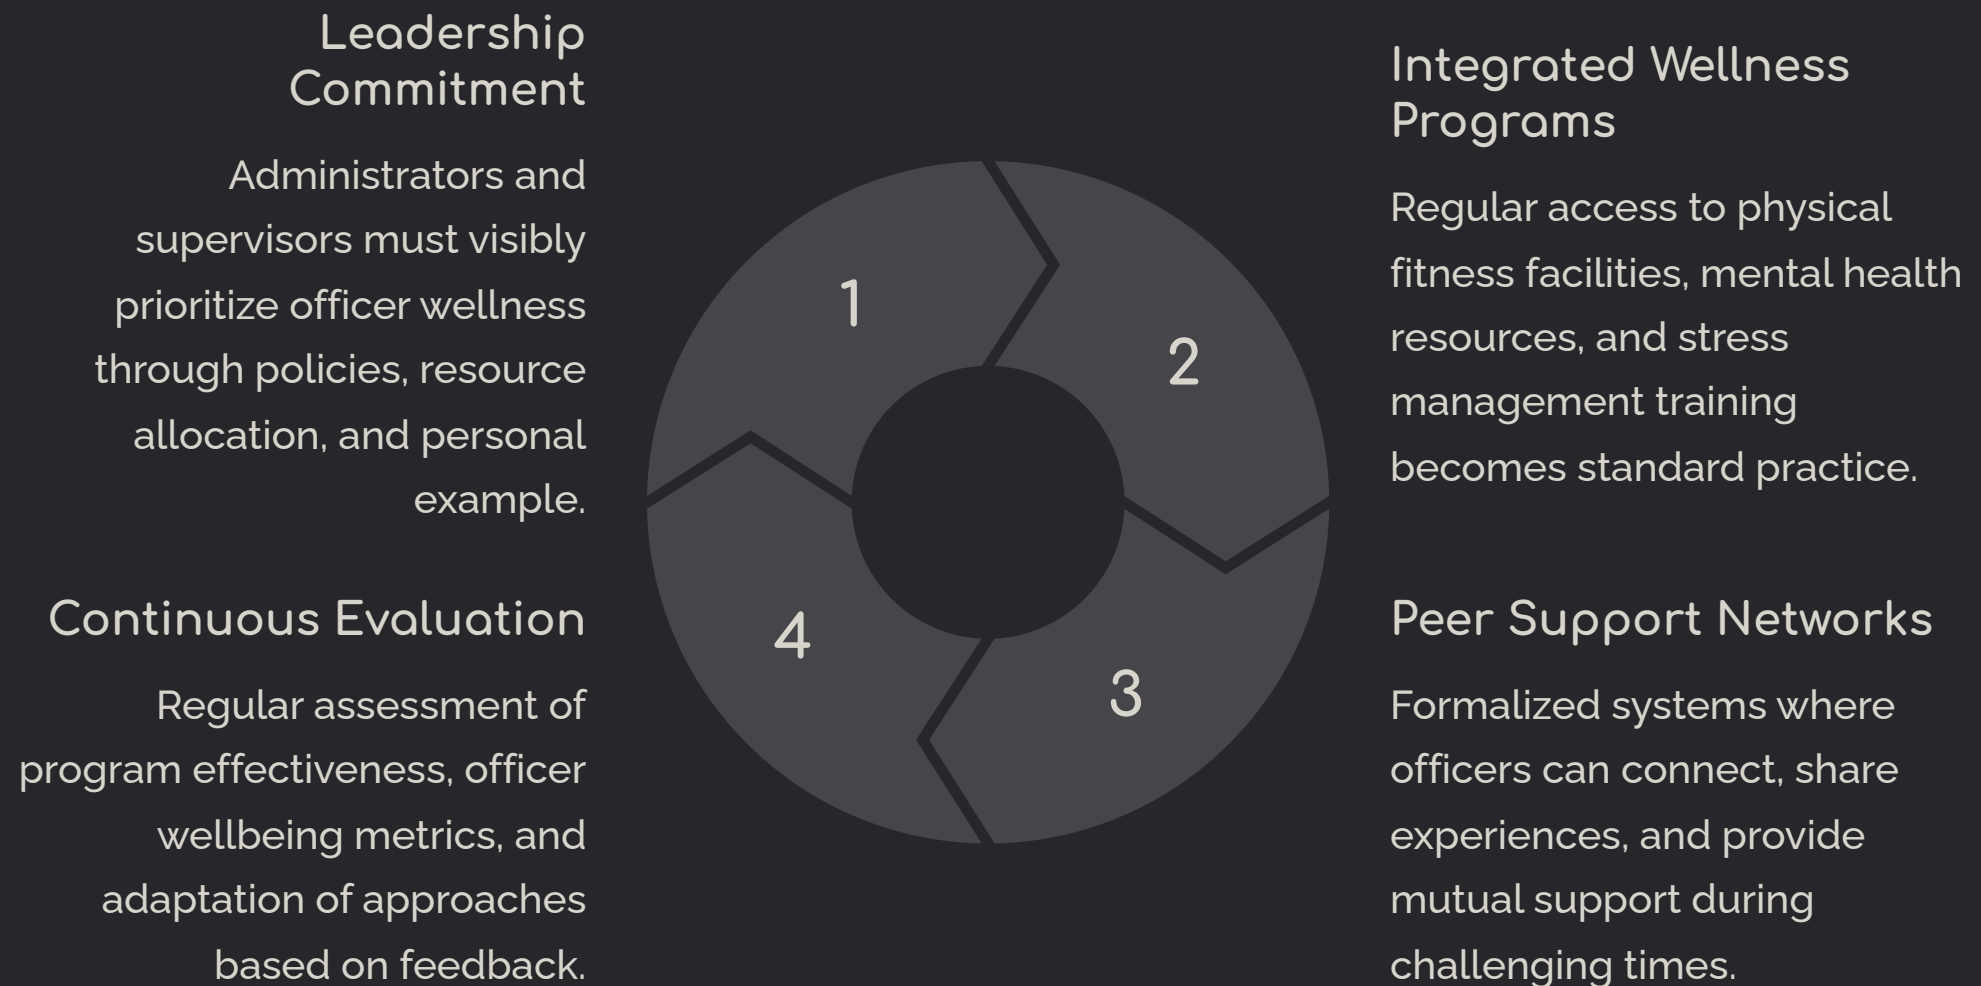 Leadership
Commitment
Administrators and
supervisors must visibly
prioritize officer wellness
through policies, resource
allocation, and personal
example.
1
Integrated Wellness
Programs
Regular access to physical
fitness facilities, mental health
resources, and stress
management training
becomes standard practice.
2
Peer Support Networks
Formalized systems where
officers can connect, share
experiences, and provide
mutual support during
challenging times.
3
Continuous Evaluation
Regular assessment of
program effectiveness, officer
wellbeing metrics, and
adaptation of approaches
based on feedback.
4